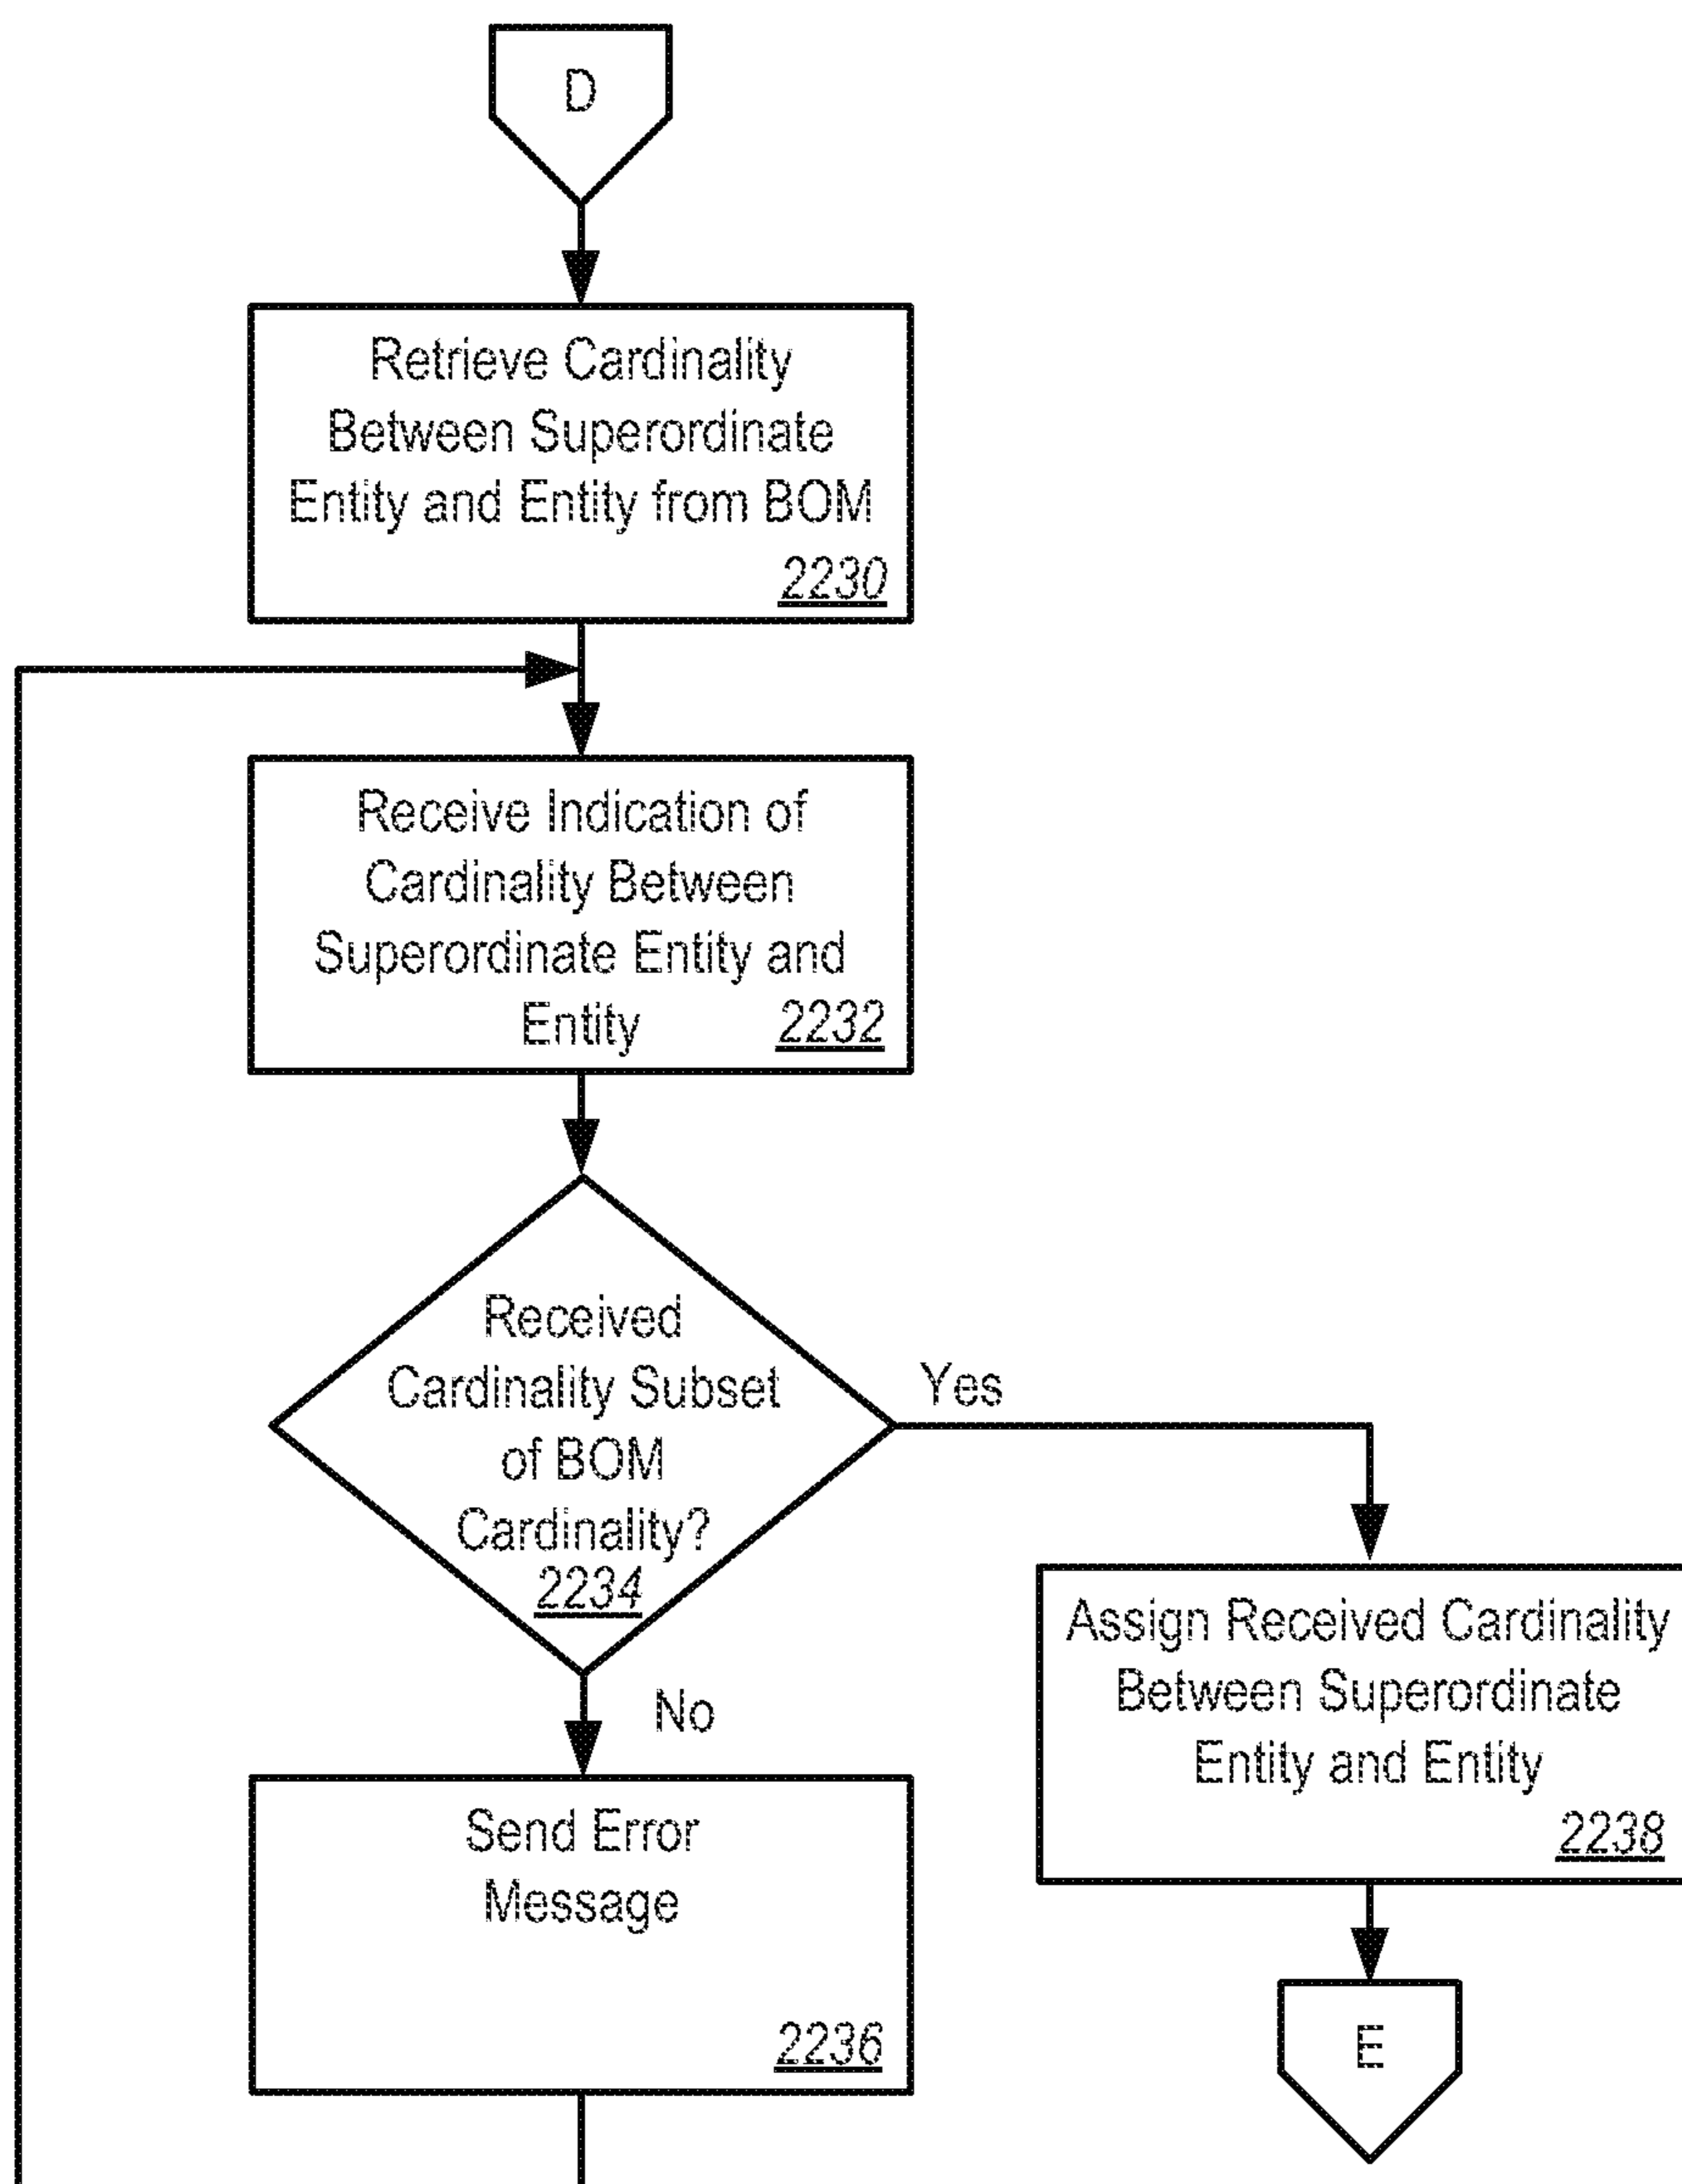 D
Retrieve Cardinality
Between Superordinate
Entity and Entity from BOM
2230
Receive Indication of
Cardinality Between
Superordinate Entity and
Entity 2232
Received
Cardinality Subset
of BOM
Cardinality?
2234
Yes
No
Send Error
Message
2236
Assign Received Cardinality
Between Superordinate
Entity and Entity
2238
E